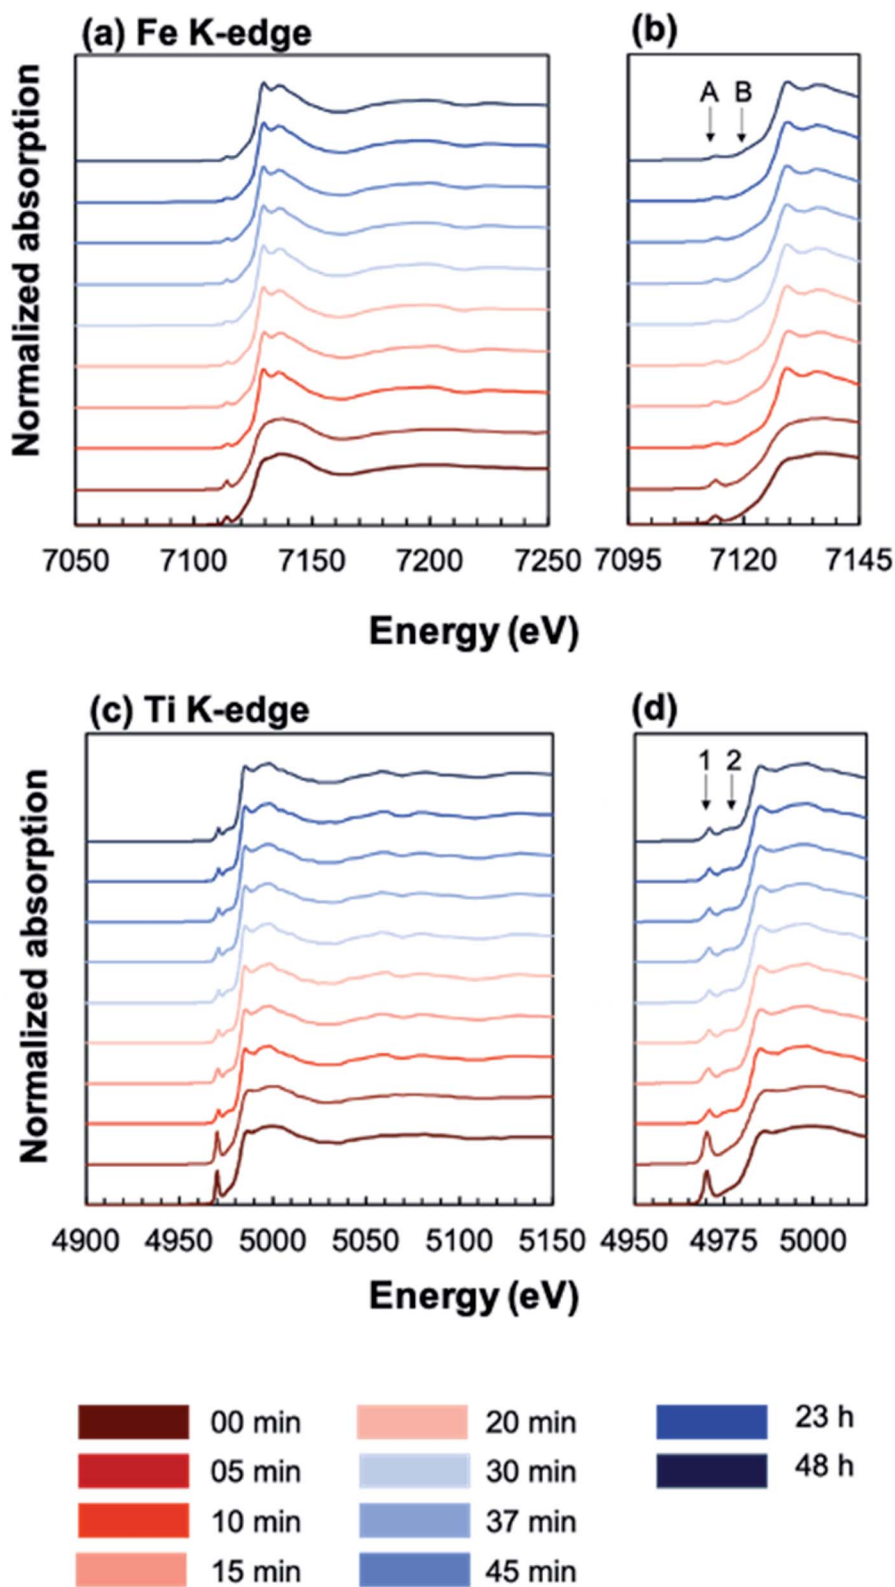 (a) Fe K-edge
(b)
Normalized absorption
A B
7050 7100 7150 7200 7250 7095 7120 7145
Energy (eV)
(c) Ti K-edge
(d)
Normalized absorption
1 2
4900 4950 5000 5050 5100 5150 4950 4975 5000
Energy (eV)
00 min 20 min 23 h
05 min 30 min 48 h
10 min 37 min
15 min 45 min